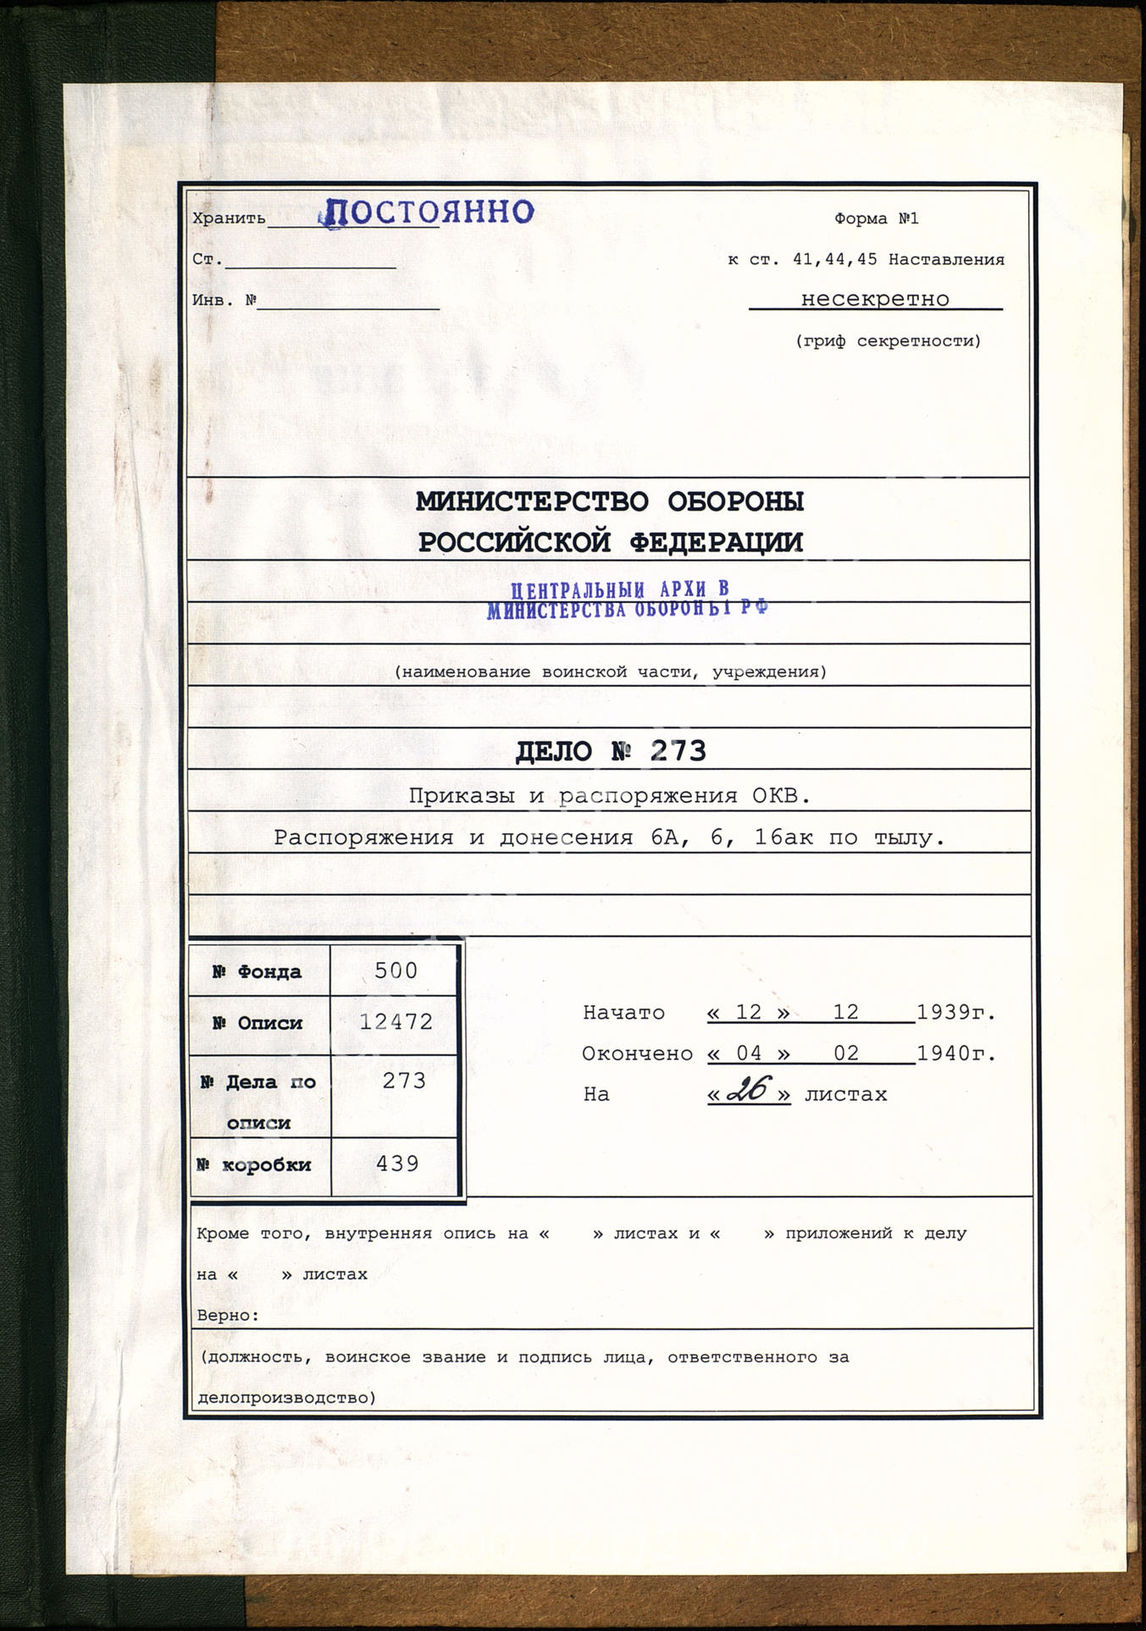 Хранить ПОСТОЯННО
Форма №1
Ст.
к ст. 41,44,45 Наставления
Инв. №
несекретно
(гриф секретности)
МИНИСТЕРСТВО ОБОРОНЫ
РОССИЙСКОЙ ФЕДЕРАЦИИ
ЦЕНТРАЛЬНЫЙ АРХИВ
МИНИСТЕРСТВА ОБОРОНЫ РФ
(наименование воинской части, учреждения)
ДЕЛО № 273
Приказы и распоряжения ОКВ.
Распоряжения и донесения 6А, 6, 16ак по тылу.
№ Фонда 500
№ Описи 12472
№ Дела по описи 273
№ коробки 439
Начато « 12 » 12 1939г.
Окончено « 04 » 02 1940г.
На « 26 » листах
Кроме того, внутренняя опись на « » листах и « » приложений к делу
на « » листах
Верно:
(должность, воинское звание и подпись лица, ответственного за
делопроизводство)